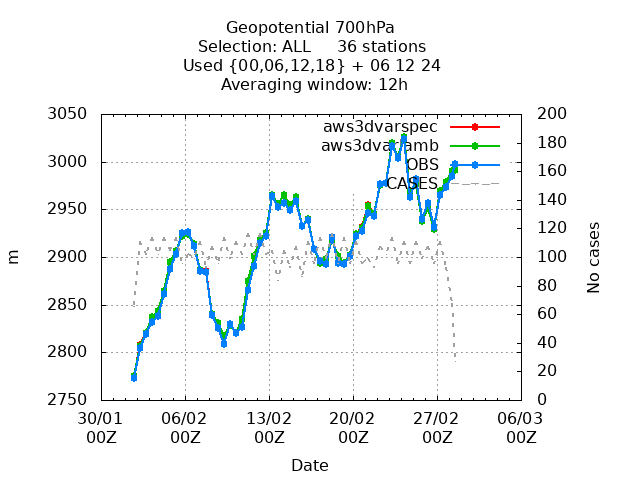 Geopotential 700hPa
Selection: ALL     36 stations
Used {00,06,12,18} + 06 12 24
Averaging window: 12h
3050
3000
2950
2900
2850
2800
2750
m
200
180
160
140
120
100
80
60
40
20
0
No cases
aws3dvarspec
OBS
CASES
30/01 06/02 13/02 20/02 27/02 06/03
00Z 00Z 00Z 00Z 00Z 00Z
Date